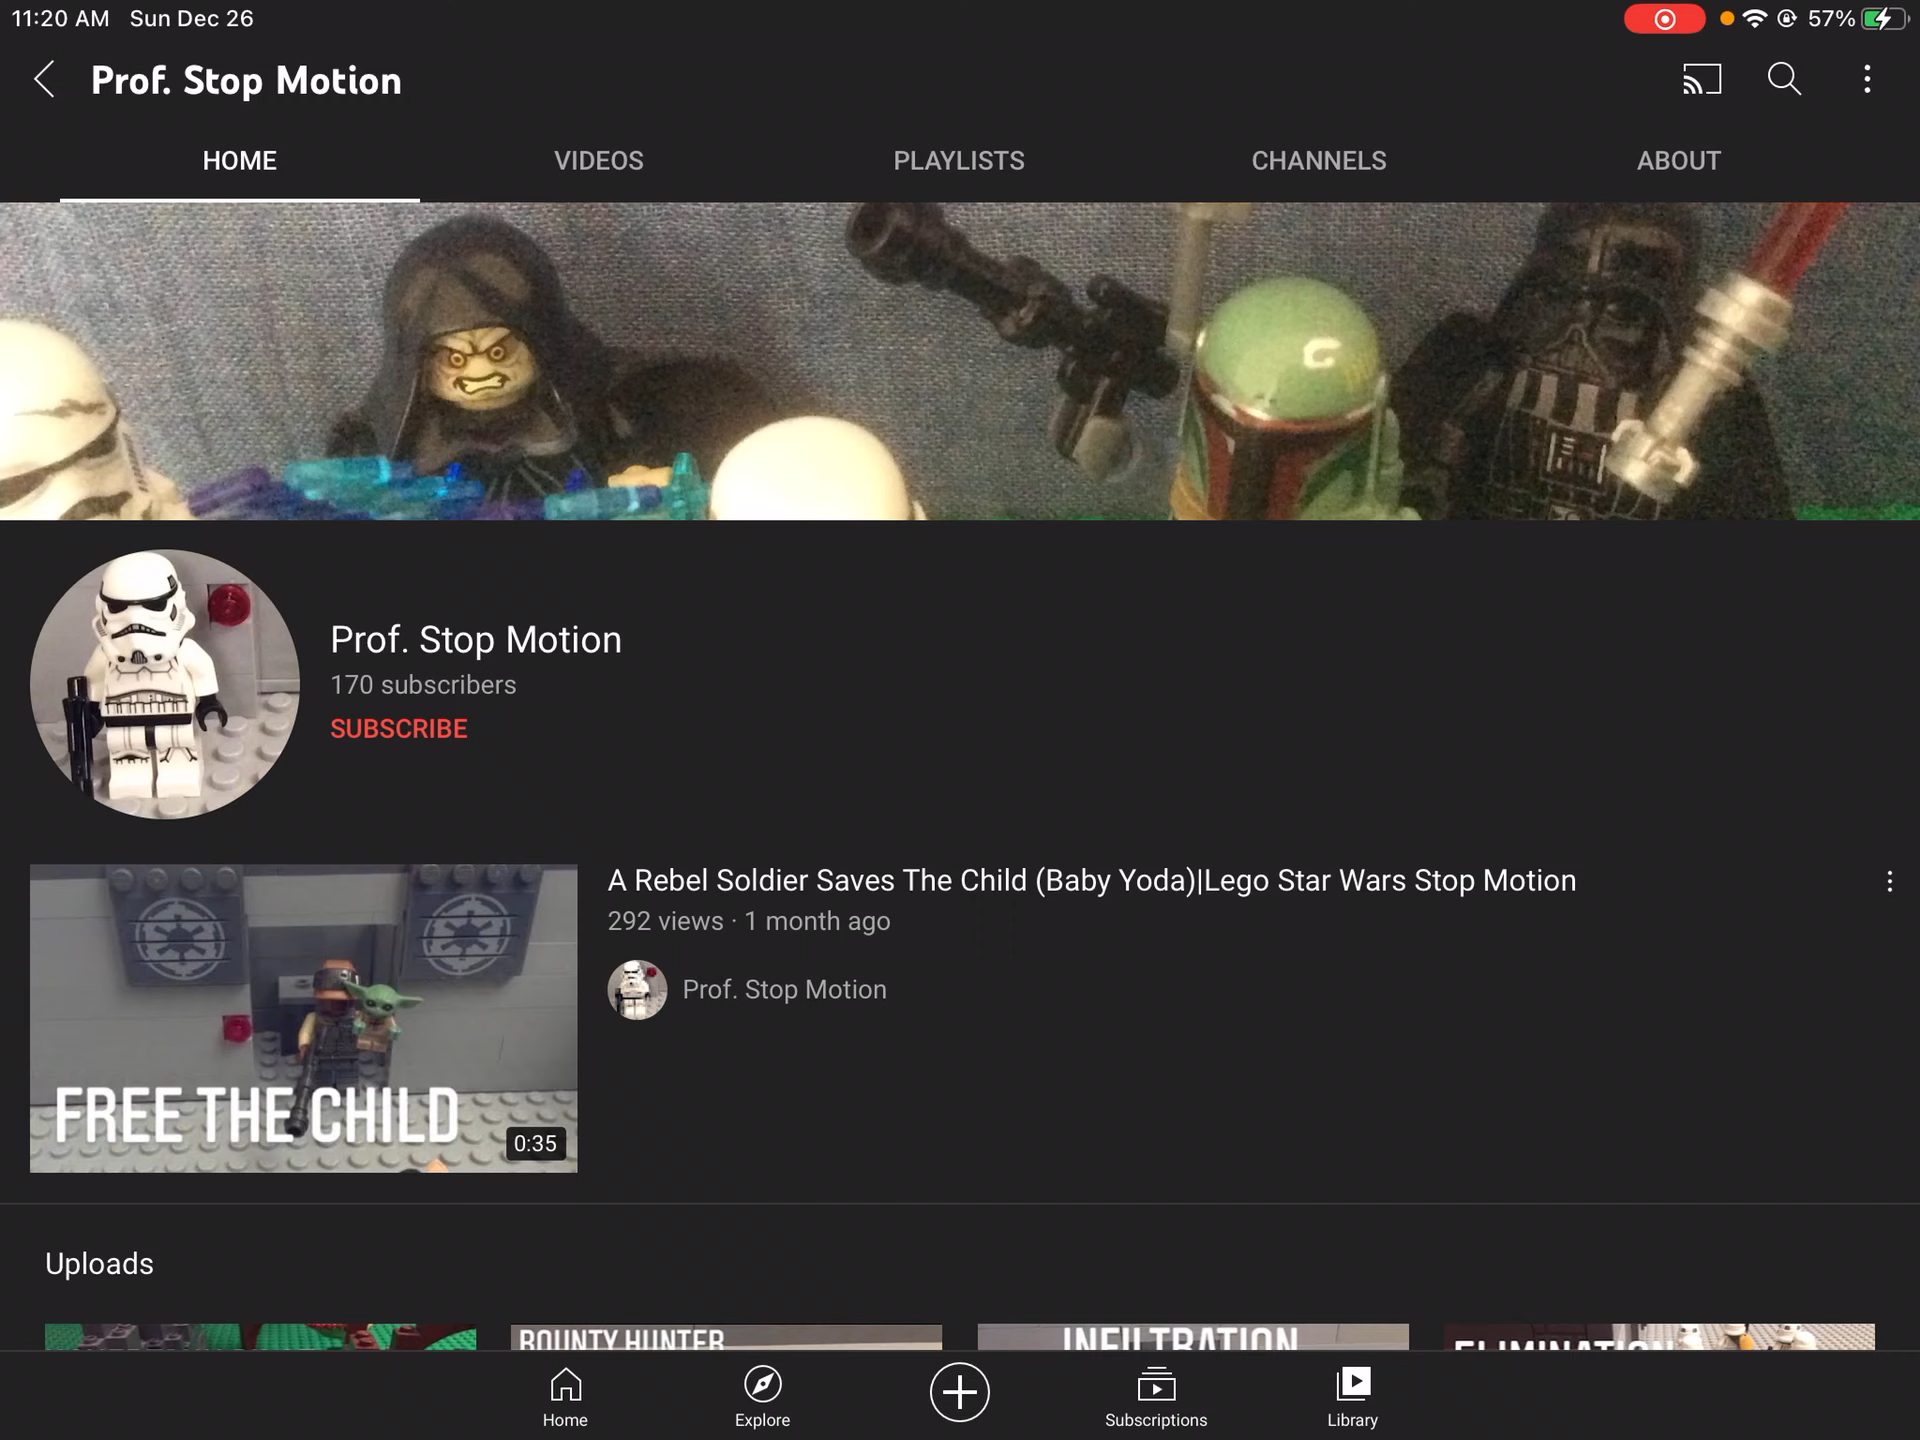 11:20 AM Sun Dec 26
57%
Prof. Stop Motion
HOME VIDEOS PLAYLISTS CHANNELS ABOUT
Prof. Stop Motion
170 subscribers
SUBSCRIBE
FREE THE CHILD
0:35
A Rebel Soldier Saves The Child (Baby Yoda)|Lego Star Wars Stop Motion
292 views · 1 month ago
Prof. Stop Motion
Uploads
BOUNTY HUNTER
INFILTRATION
ELIMINATION
Home Explore Subscriptions Library